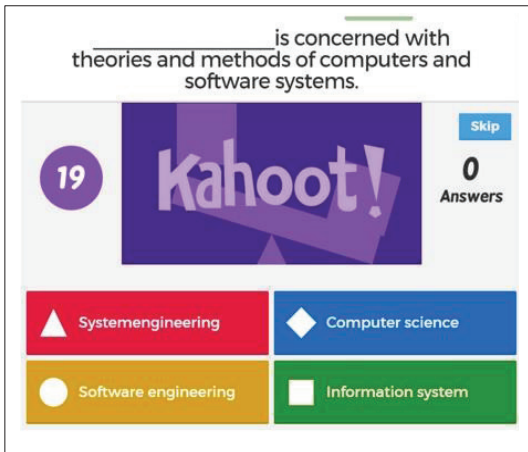 ________________is concerned with
theories and methods of computers and
software systems.
Skip
19
Kahoot!
0
Answers
Systemengineering
Computer science
Software engineering
Information system